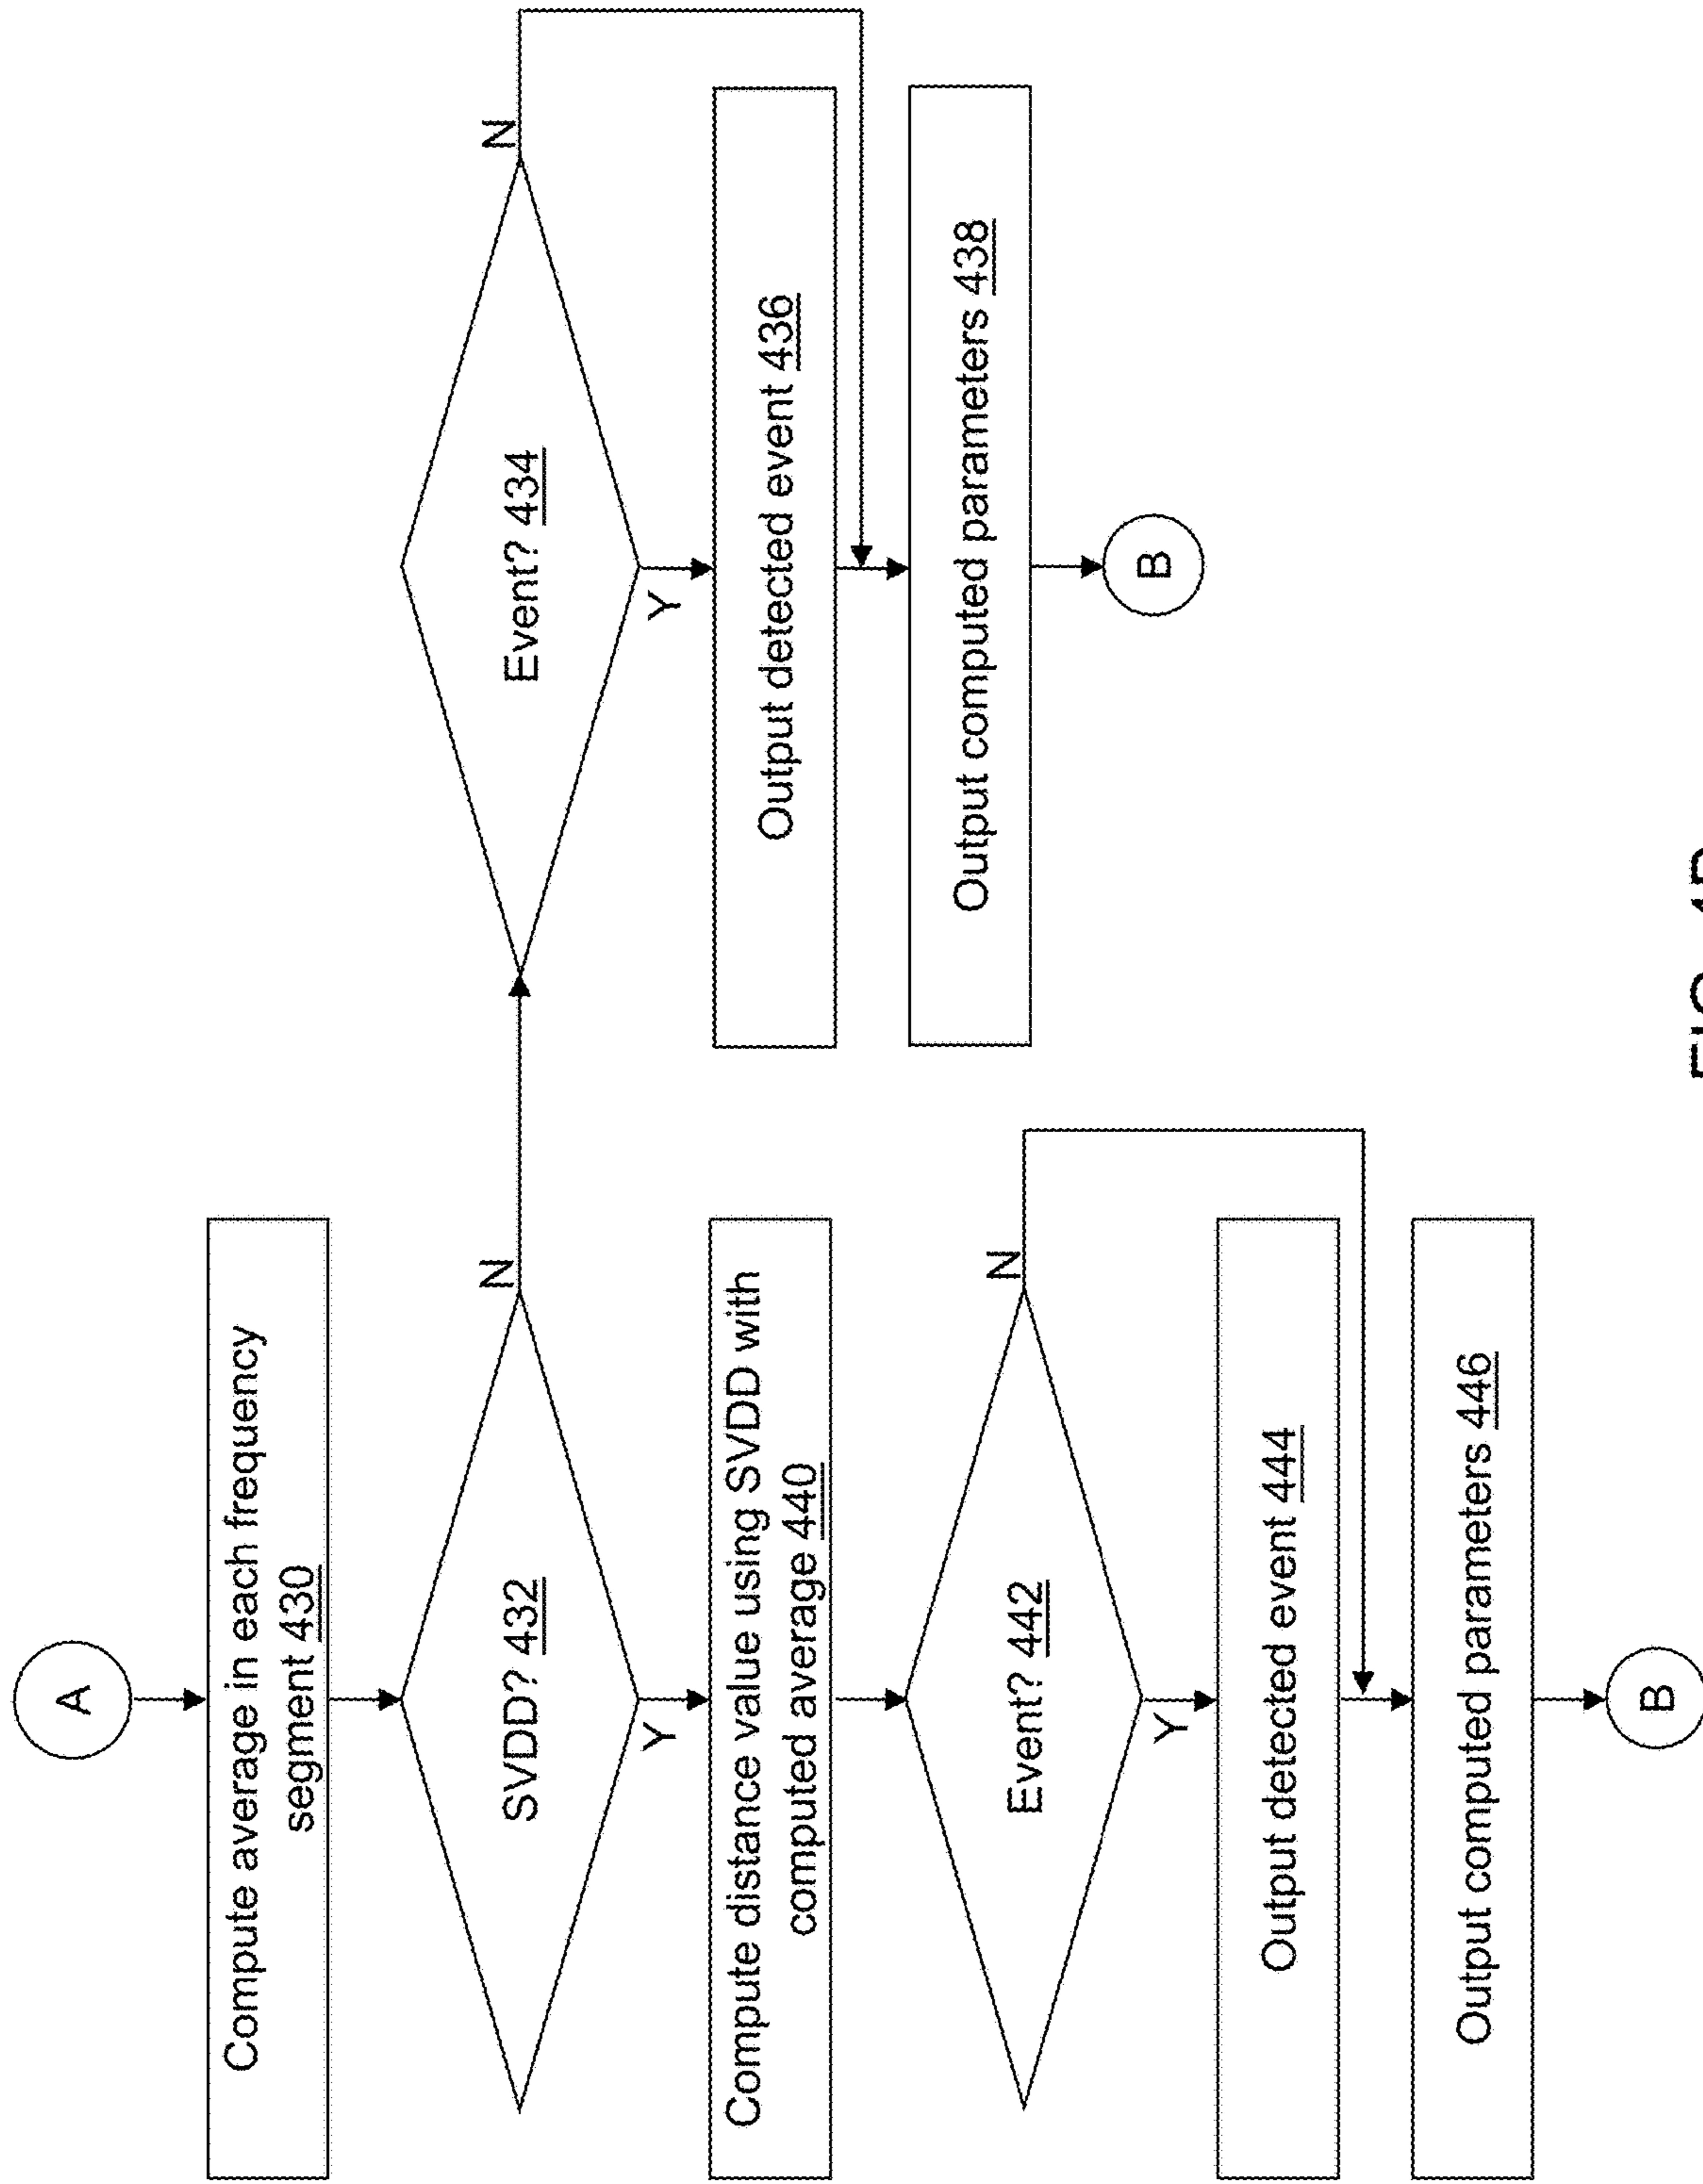 A
Compute average in each frequency
segment 430
SVDD? 432
N
Y
Event? 434
N
Y
Output detected event 436
Output computed parameters 438
B
Compute distance value using SVDD with
computed average 440
Event? 442
N
Y
Output detected event 444
Output computed parameters 446
B